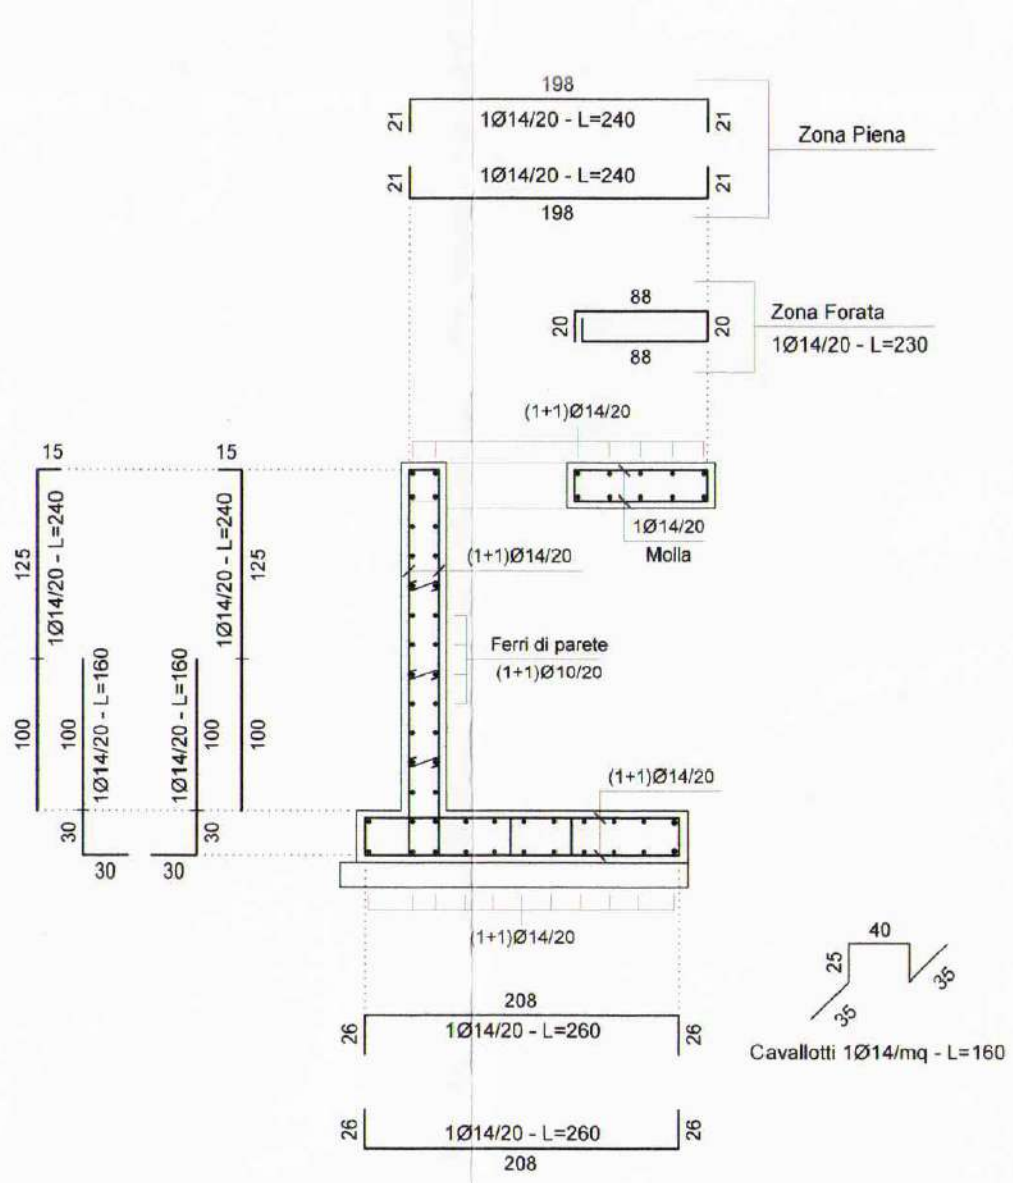 198
21
1Ø14/20 - L=240
21
Zona Piena
21
1Ø14/20 - L=240
21
198
88
20
20
88
Zona Forata
1Ø14/20 - L=230
(1+1)Ø14/20
15
15
125
1Ø14/20 - L=240
1Ø14/20 - L=240
125
1Ø14/20
Molla
(1+1)Ø14/20
Ferri di parete
(1+1)Ø10/20
100
100
1Ø14/20 - L=160
1Ø14/20 - L=160
100
100
(1+1)Ø14/20
30
30
30
30
(1+1)Ø14/20
208
26
1Ø14/20 - L=260
26
26
1Ø14/20 - L=260
26
208
40
25
35
35
Cavallotti 1Ø14/mq - L=160